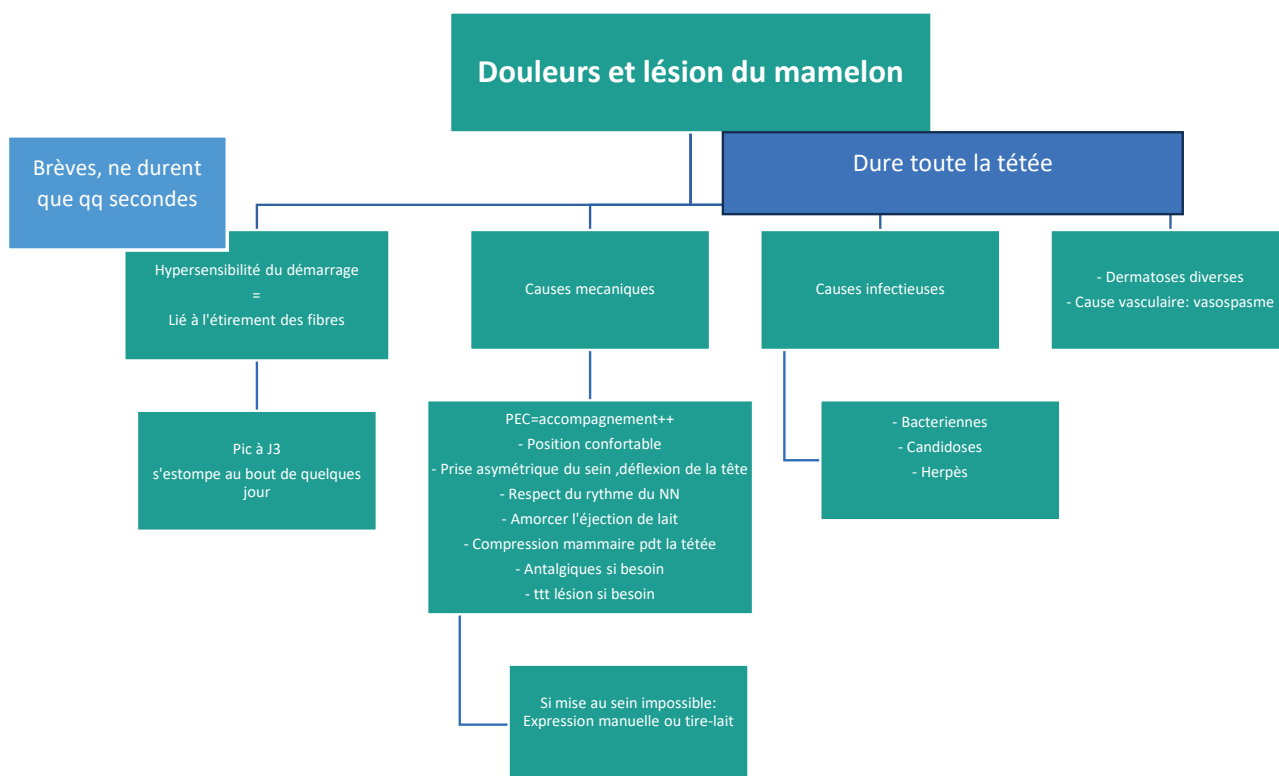 Douleurs et lésion du mamelon
Brèves, ne durent
que qq secondes
Dure toute la tétée
Hypersensibilité du démarrage
=
Lié à l'étirement des fibres
Causes mecaniques
Causes infectieuses
- Dermatoses diverses
- Cause vasculaire: vasospasme
Pic à J3
s'estompe au bout de quelques
jour
PEC=accompagnement++
- Position confortable
- Prise asymétrique du sein ,déflexion de la tête
- Respect du rythme du NN
- Amorcer l'éjection de lait
- Compression mammaire pdt la tétée
- Antalgiques si besoin
- ttt lésion si besoin
- Bacteriennes
- Candidoses
- Herpès
Si mise au sein impossible:
Expression manuelle ou tire-lait